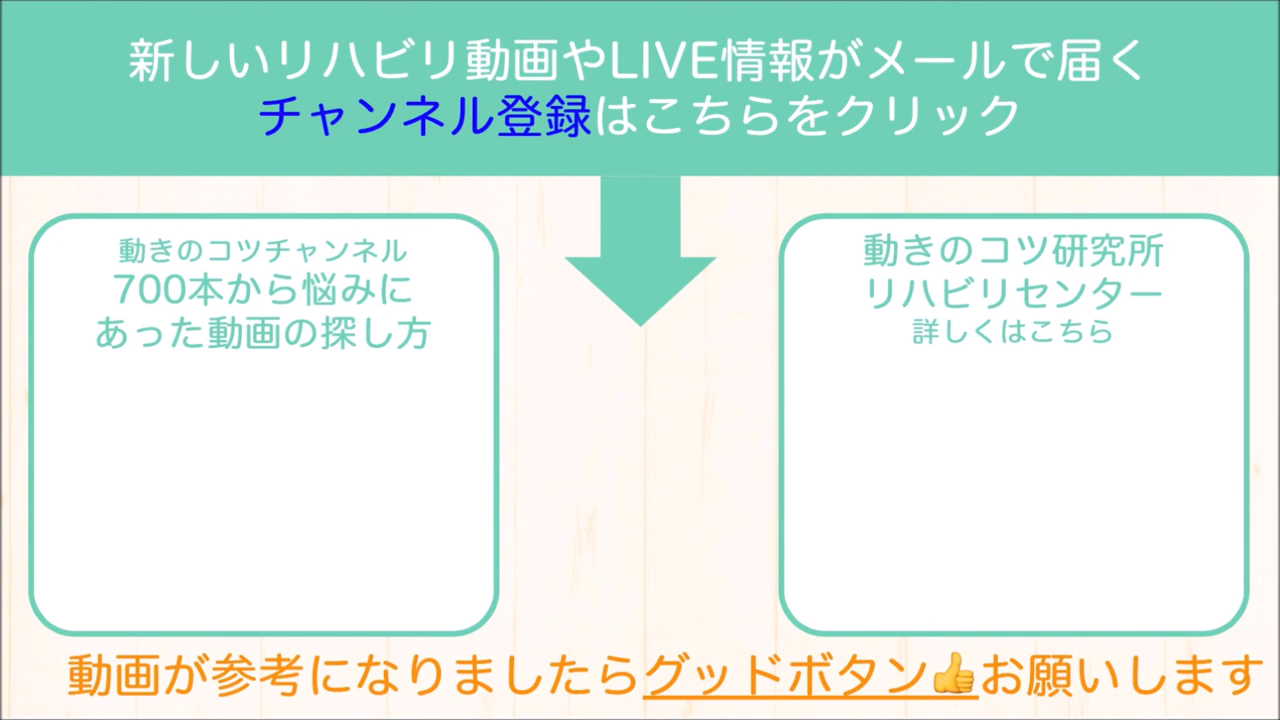 新しいリハビリ動画やLIVE情報がメールで届く
チャンネル登録はこちらをクリック
動きのコツチャンネル
700本から悩みに
あった動画の探し方
動きのコツ研究所
リハビリセンター
詳しくはこちら
動画が参考になりましたらグッドボタン👍お願いします